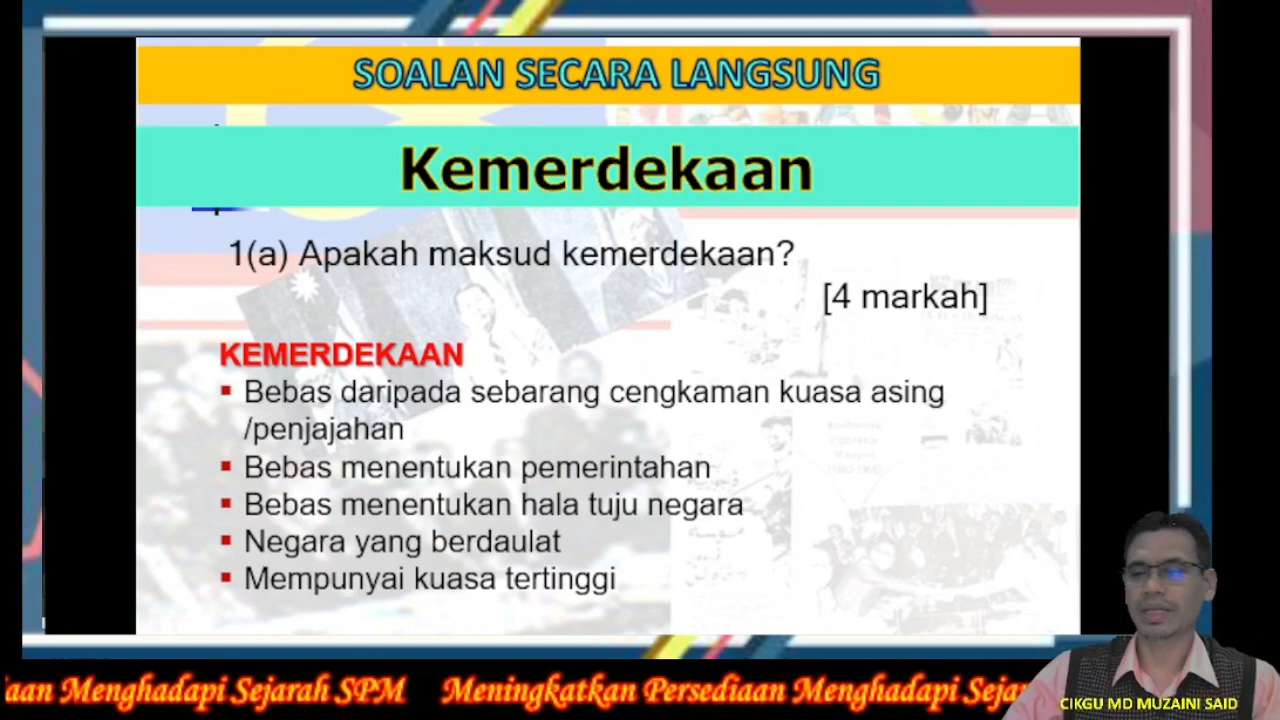 SOALAN SECARA LANGSUNG
Kemerdekaan
1(a) Apakah maksud kemerdekaan?
[4 markah]
KEMERDEKAAN
▪ Bebas daripada sebarang cengkaman kuasa asing
/penjajahan
▪ Bebas menentukan pemerintahan
▪ Bebas menentukan hala tuju negara
▪ Negara yang berdaulat
▪ Mempunyai kuasa tertinggi
Menghadapi Sejarah SPM Meningkatkan Persediaan Menghadapi
CIKGU MD MUZAINI SAID